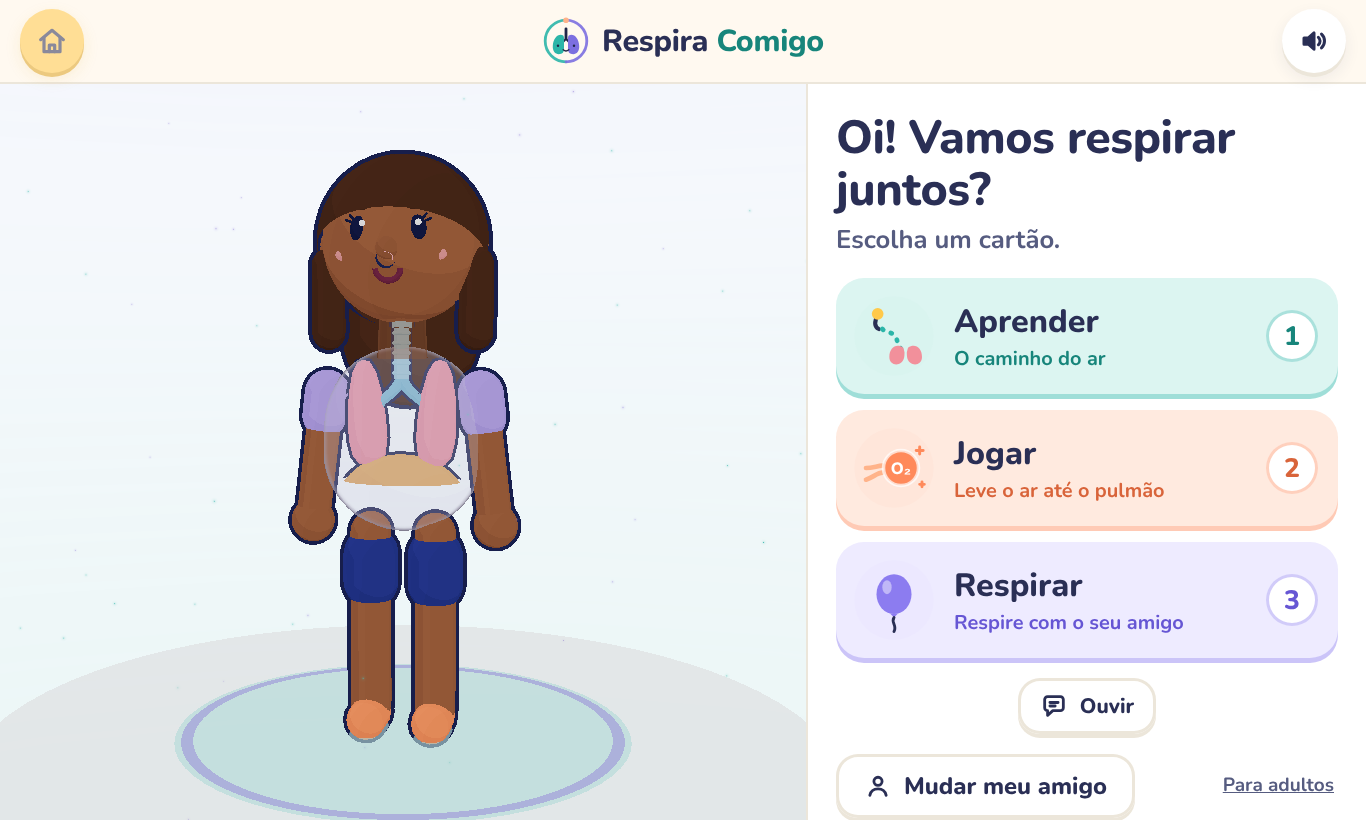 Respira Comigo
Oi! Vamos respirar
juntos?
Escolha um cartão.
Aprender
O caminho do ar
1
O₂
Jogar
Leve o ar até o pulmão
2
Respirar
Respire com o seu amigo
3
Ouvir
Mudar meu amigo
Para adultos